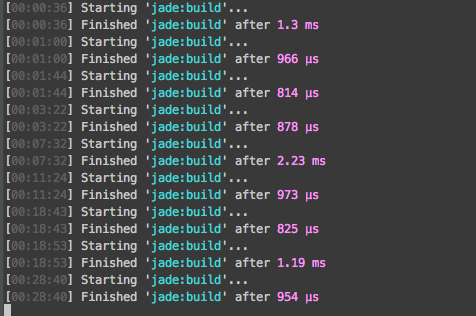 [00:00:36] Starting 'jade:build'...
[00:00:36] Finished 'jade:build' after 1.3 ms
[00:01:00] Starting 'jade:build'...
[00:01:00] Finished 'jade:build' after 966 μs
[00:01:44] Starting 'jade:build'...
[00:01:44] Finished 'jade:build' after 814 μs
[00:03:22] Starting 'jade:build'...
[00:03:22] Finished 'jade:build' after 878 μs
[00:07:32] Starting 'jade:build'...
[00:07:32] Finished 'jade:build' after 2.23 ms
[00:11:24] Starting 'jade:build'...
[00:11:24] Finished 'jade:build' after 973 μs
[00:18:43] Starting 'jade:build'...
[00:18:43] Finished 'jade:build' after 825 μs
[00:18:53] Starting 'jade:build'...
[00:18:53] Finished 'jade:build' after 1.19 ms
[00:28:40] Starting 'jade:build'...
[00:28:40] Finished 'jade:build' after 954 μs